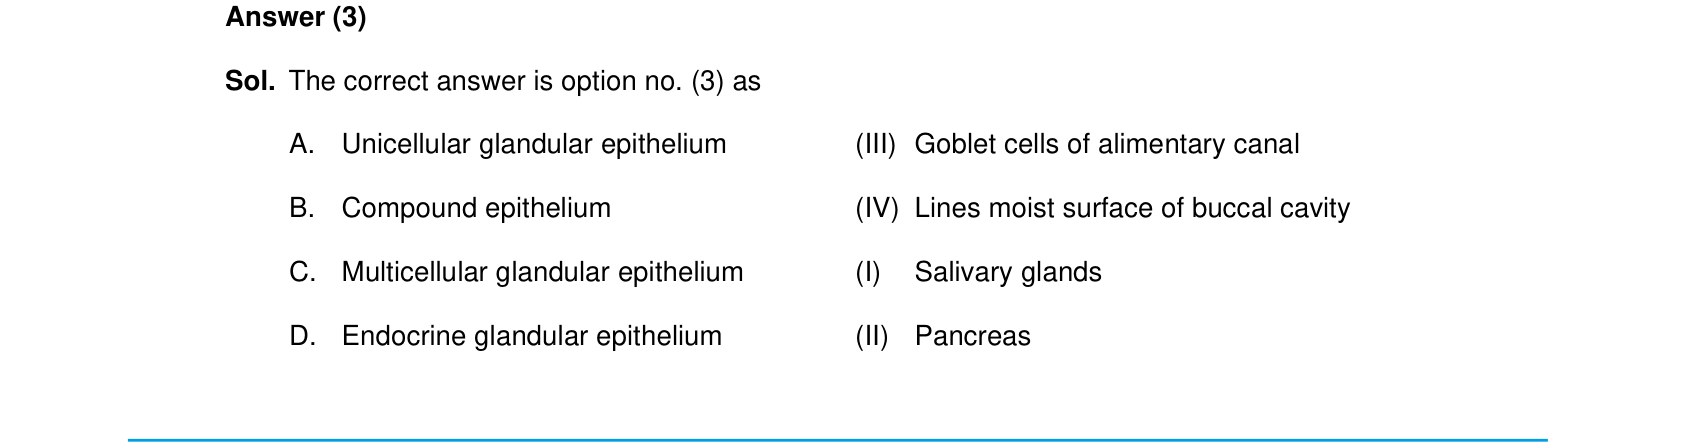 Answer (3)
Sol. The correct answer is option no. (3) as
A. Unicellular glandular epithelium (III) Goblet cells of alimentary canal
B. Compound epithelium (IV) Lines moist surface of buccal cavity
C. Multicellular glandular epithelium (I) Salivary glands
D. Endocrine glandular epithelium (II) Pancreas